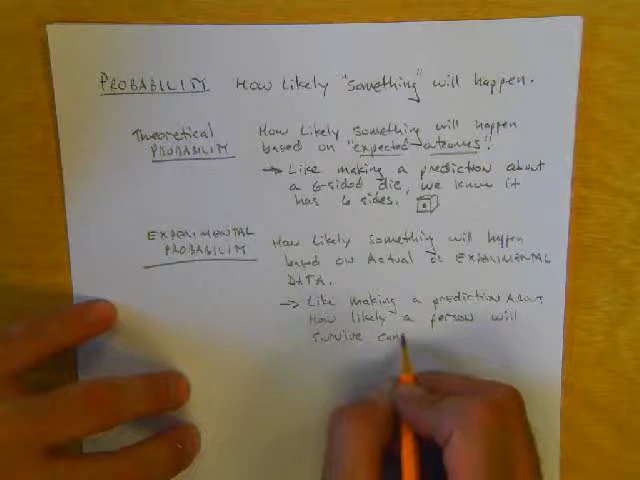 PROBABILITY How Likely "something" will happen.
Theoretical PROBABILITY
How Likely something will happen
based on "expected outcomes".
→ Like making a prediction about
a 6-sided die, we know it
has 6 sides.
EXPERIMENTAL PROBABILITY
How Likely something will happen
based on Actual or EXPERIMENTAL
DATA.
→ Like making a prediction About
How likely a person will
survive can